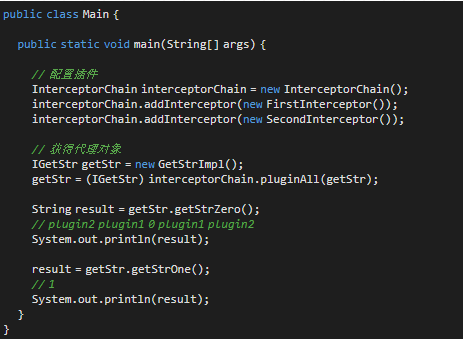 public class Main {
public static void main(String[] args) {
// 配置插件
InterceptorChain interceptorChain = new InterceptorChain();
interceptorChain.addInterceptor(new FirstInterceptor());
interceptorChain.addInterceptor(new SecondInterceptor());
// 获得代理对象
IGetStr getStr = new GetStrImpl();
getStr = (IGetStr) interceptorChain.pluginAll(getStr);
String result = getStr.getStrZero();
// plugin2 plugin1 0 plugin1 plugin2
System.out.println(result);
result = getStr.getStrOne();
// 1
System.out.println(result);
}
}